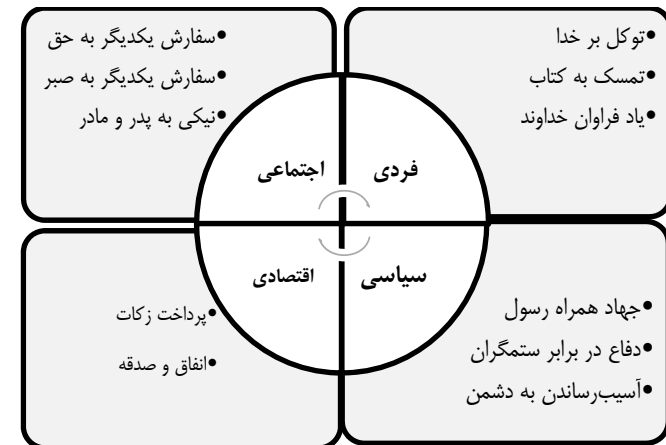 •توکل بر خدا
•تمسک به کتاب
•یاد فراوان خداوند
•سفارش یکدیگر به حق
•سفارش یکدیگر به صبر
•نیکی به پدر و مادر
فردی
اجتماعی
سیاسی
اقتصادی
•جهاد همراه رسول
•دفاع در برابر ستمگران
•آسیب‌رساندن به دشمن
•پرداخت زکات
•انفاق و صدقه